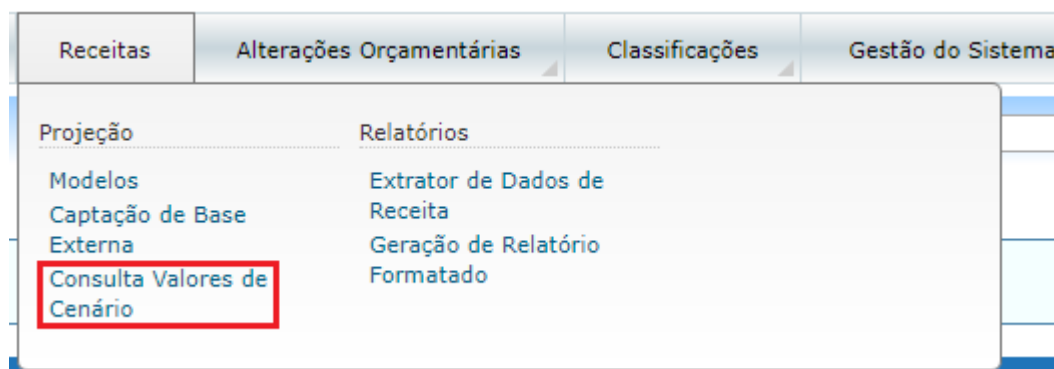 Receitas
Alterações Orçamentárias
Classificações
Gestão do Sistema
Projeção
Modelos
Captação de Base
Externa
Consulta Valores de
Cenário
Relatórios
Extrator de Dados de
Receita
Geração de Relatório
Formatado